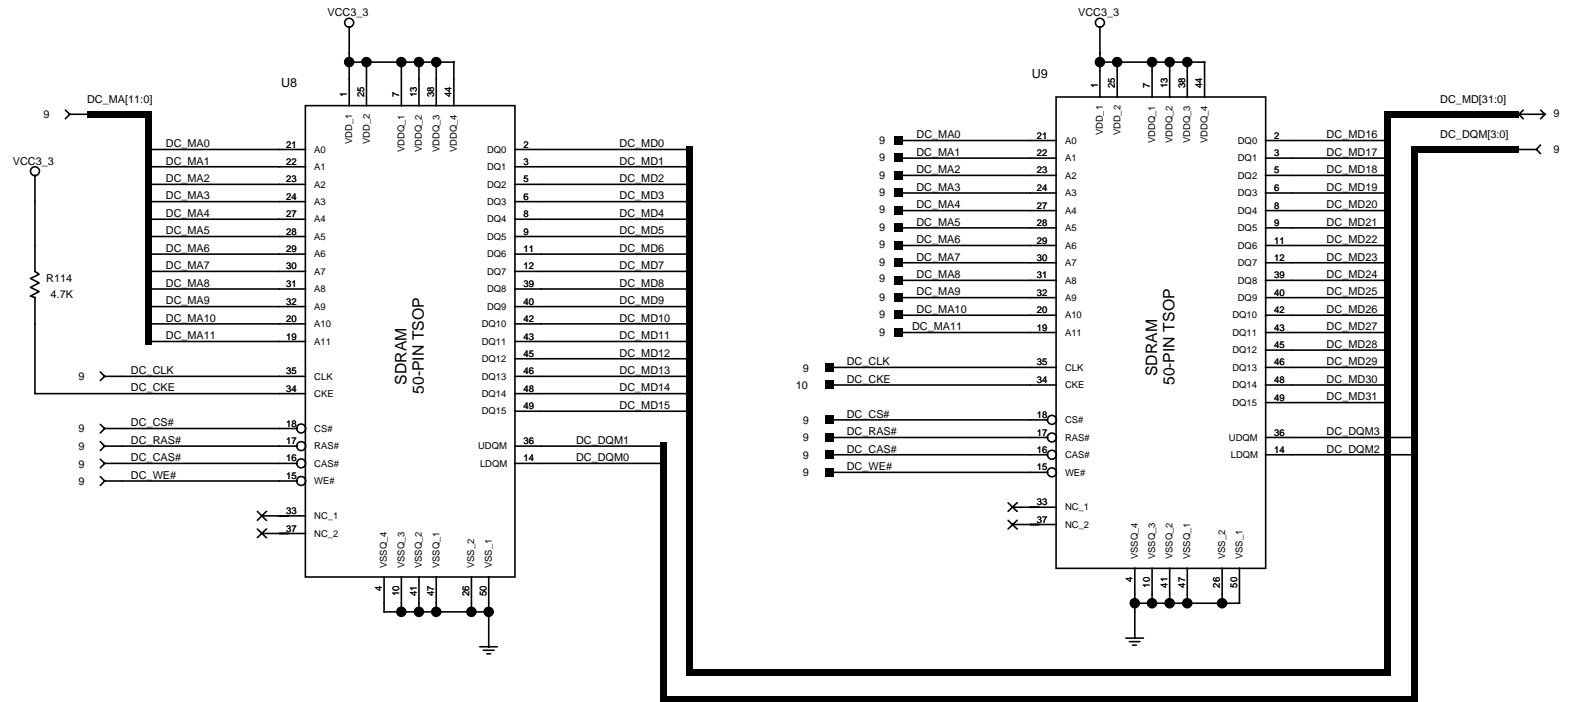 VCC3_3
U8
1 25 7 13 38 44
VDD_1 VDD_2 VDDQ_1 VDDQ_2 VDDQ_3 VDDQ_4
9 DC_MA[11:0]
VCC3_3
R114
4.7K
DC_MA0 21 A0 DQ0 2 DC_MD0
DC_MA1 22 A1 DQ1 3 DC_MD1
DC_MA2 23 A2 DQ2 5 DC_MD2
DC_MA3 24 A3 DQ3 6 DC_MD3
DC_MA4 27 A4 DQ4 8 DC_MD4
DC_MA5 28 A5 DQ5 9 DC_MD5
DC_MA6 29 A6 DQ6 11 DC_MD6
DC_MA7 30 A7 DQ7 12 DC_MD7
DC_MA8 31 A8 DQ8 39 DC_MD8
DC_MA9 32 A9 DQ9 40 DC_MD9
DC_MA10 20 A10 DQ10 42 DC_MD10
DC_MA11 19 A11 DQ11 43 DC_MD11
DQ12 45 DC_MD12
9 DC_CLK 35 CLK DQ13 46 DC_MD13
DC_CKE 34 CKE DQ14 48 DC_MD14
DQ15 49 DC_MD15
9 DC_CS# 18 CS#
9 DC_RAS# 17 RAS# UDQM 36 DC_DQM1
9 DC_CAS# 16 CAS# LDQM 14 DC_DQM0
9 DC_WE# 15 WE#
33 NC_1
37 NC_2
SDRAM
50-PIN TSOP
VSSQ_4 VSSQ_3 VSSQ_2 VSSQ_1 VSS_2 VSS_1
4 10 41 47 26 50
VCC3_3
U9
1 25 7 13 38 44
VDD_1 VDD_2 VDDQ_1 VDDQ_2 VDDQ_3 VDDQ_4
DC_MD[31:0] 9
DC_DQM[3:0] 9
9 DC_MA0 21 A0 DQ0 2 DC_MD16
9 DC_MA1 22 A1 DQ1 3 DC_MD17
9 DC_MA2 23 A2 DQ2 5 DC_MD18
9 DC_MA3 24 A3 DQ3 6 DC_MD19
9 DC_MA4 27 A4 DQ4 8 DC_MD20
9 DC_MA5 28 A5 DQ5 9 DC_MD21
9 DC_MA6 29 A6 DQ6 11 DC_MD22
9 DC_MA7 30 A7 DQ7 12 DC_MD23
9 DC_MA8 31 A8 DQ8 39 DC_MD24
9 DC_MA9 32 A9 DQ9 40 DC_MD25
9 DC_MA10 20 A10 DQ10 42 DC_MD26
9 DC_MA11 19 A11 DQ11 43 DC_MD27
DQ12 45 DC_MD28
9 DC_CLK 35 CLK DQ13 46 DC_MD29
10 DC_CKE 34 CKE DQ14 48 DC_MD30
DQ15 49 DC_MD31
9 DC_CS# 18 CS#
9 DC_RAS# 17 RAS# UDQM 36 DC_DQM3
9 DC_CAS# 16 CAS# LDQM 14 DC_DQM2
9 DC_WE# 15 WE#
33 NC_1
37 NC_2
SDRAM
50-PIN TSOP
VSSQ_4 VSSQ_3 VSSQ_2 VSSQ_1 VSS_2 VSS_1
4 10 41 47 26 50